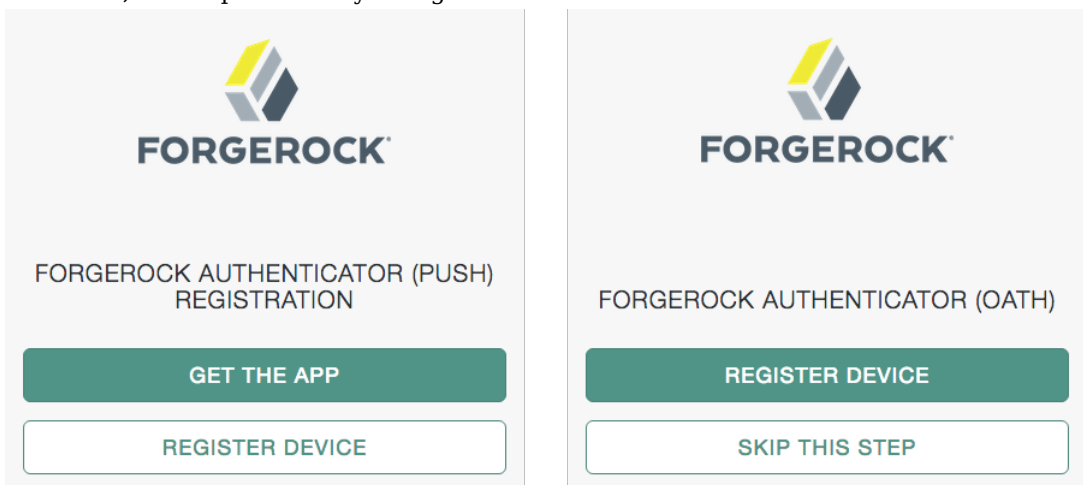 FORGEROCK
FORGEROCK AUTHENTICATOR (PUSH)
REGISTRATION
GET THE APP
REGISTER DEVICE
FORGEROCK
FORGEROCK AUTHENTICATOR (OATH)
REGISTER DEVICE
SKIP THIS STEP